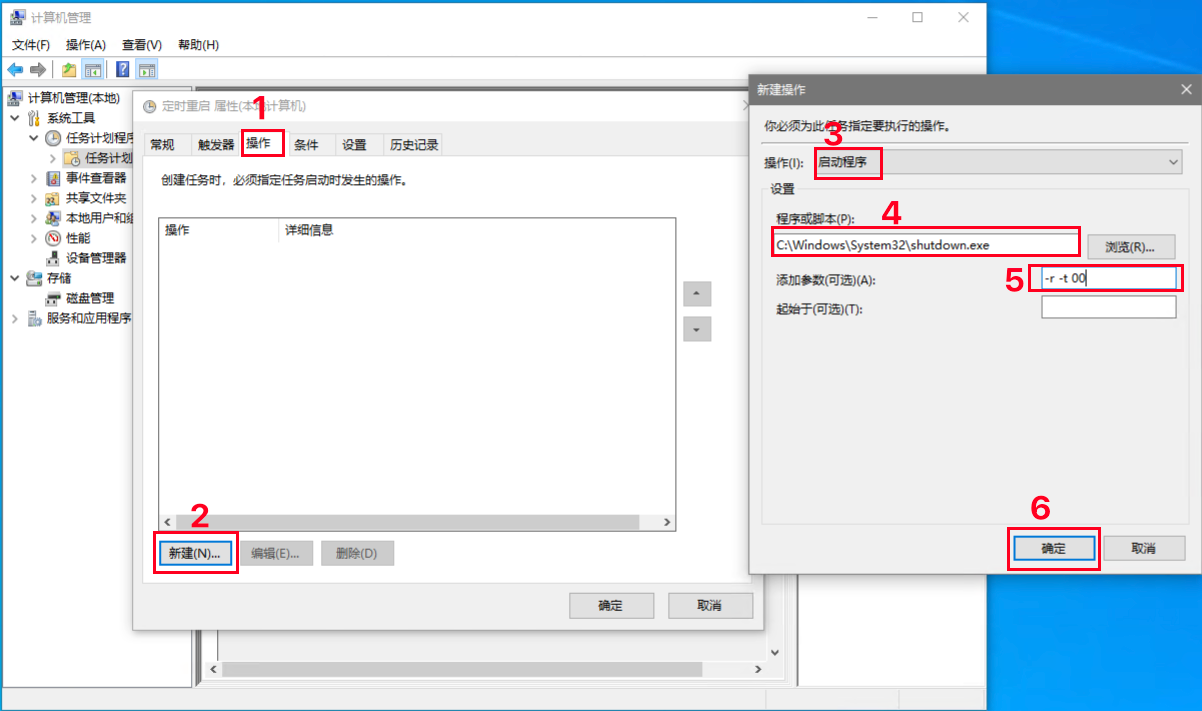 计算机管理
文件(F) 操作(A) 查看(V) 帮助(H)
计算机管理(本地)
系统工具
任务计划程序
任务计划
事件查看器
共享文件夹
本地用户和组
性能
设备管理器
存储
磁盘管理
服务和应用程序
定时重启 属性(本地计算机)
1
常规 触发器 操作 条件 设置 历史记录
创建任务时，必须指定任务启动时发生的操作。
操作 详细信息
2
新建(N)... 编辑(E)... 删除(D)
确定 取消
新建操作
你必须为此任务指定要执行的操作。
3
操作(I): 启动程序
设置
程序或脚本(P):
4
C:\Windows\System32\shutdown.exe 浏览(R)...
添加参数(可选)(A): 5 -r -t 00
起始于(可选)(T):
6
确定 取消